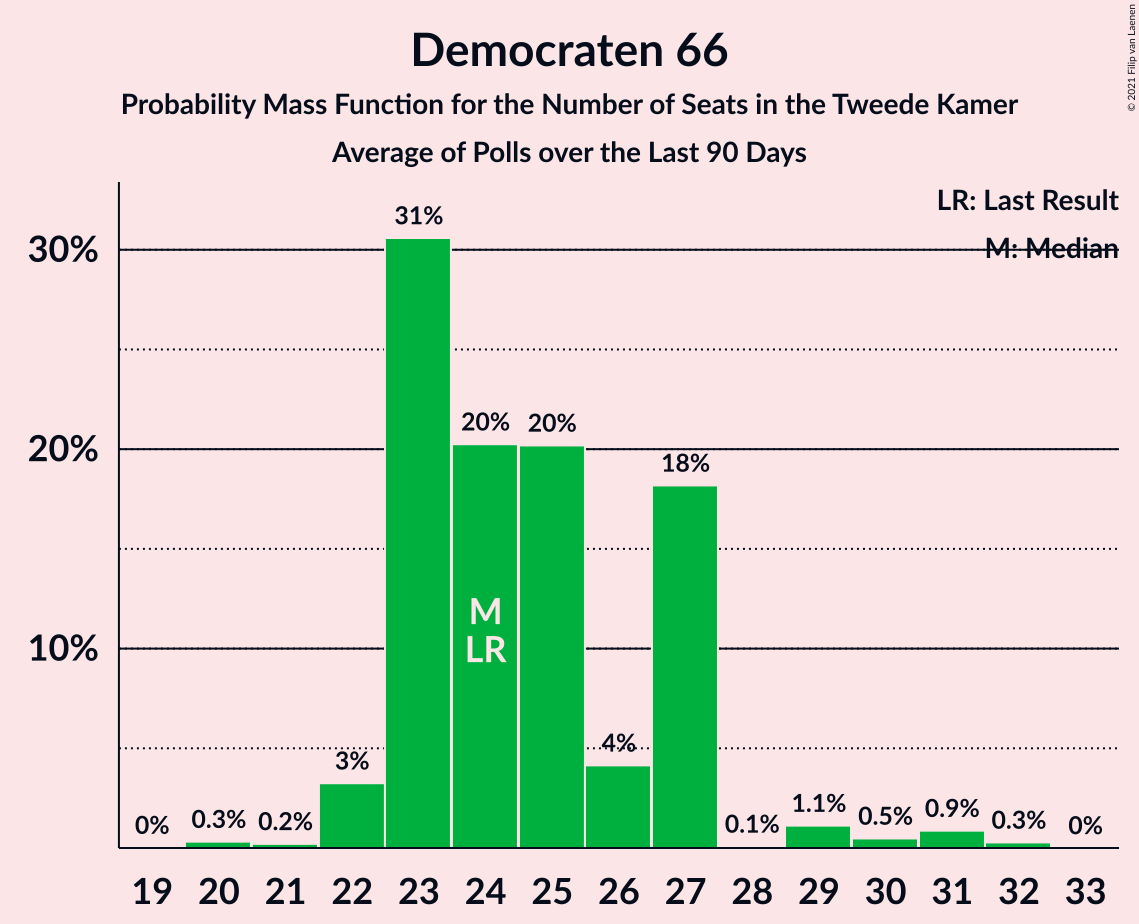 Democraten 66
Probability Mass Function for the Number of Seats in the Tweede Kamer
Average of Polls over the Last 90 Days
© 2021 Filip van Laenen
LR: Last Result
M: Median
30%
20%
10%
0%
0.3%
0.2%
3%
31%
20%
20%
4%
18%
0.1%
1.1%
0.5%
0.9%
0.3%
0%
M
LR
19 20 21 22 23 24 25 26 27 28 29 30 31 32 33